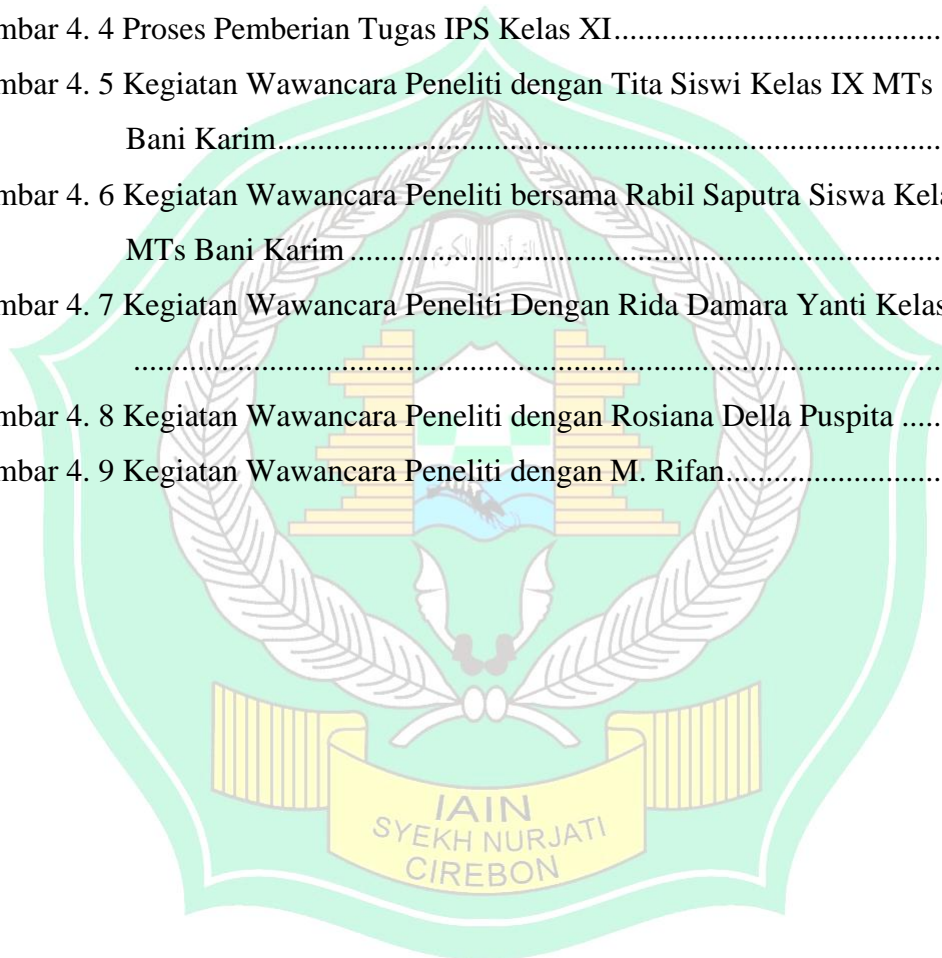 mbar 4. 4 Proses Pemberian Tugas IPS Kelas XI..............................................
mbar 4. 5 Kegiatan Wawancara Peneliti dengan Tita Siswi Kelas IX MTs
Bani Karim.........................................................................................
mbar 4. 6 Kegiatan Wawancara Peneliti bersama Rabil Saputra Siswa Kela
MTs Bani Karim ...............................................................................
mbar 4. 7 Kegiatan Wawancara Peneliti Dengan Rida Damara Yanti Kelas
...........................................................................................................
mbar 4. 8 Kegiatan Wawancara Peneliti dengan Rosiana Della Puspita ......
mbar 4. 9 Kegiatan Wawancara Peneliti dengan M. Rifan............................
القرآن الكريم
IAIN
SYEKH NURJATI
CIREBON